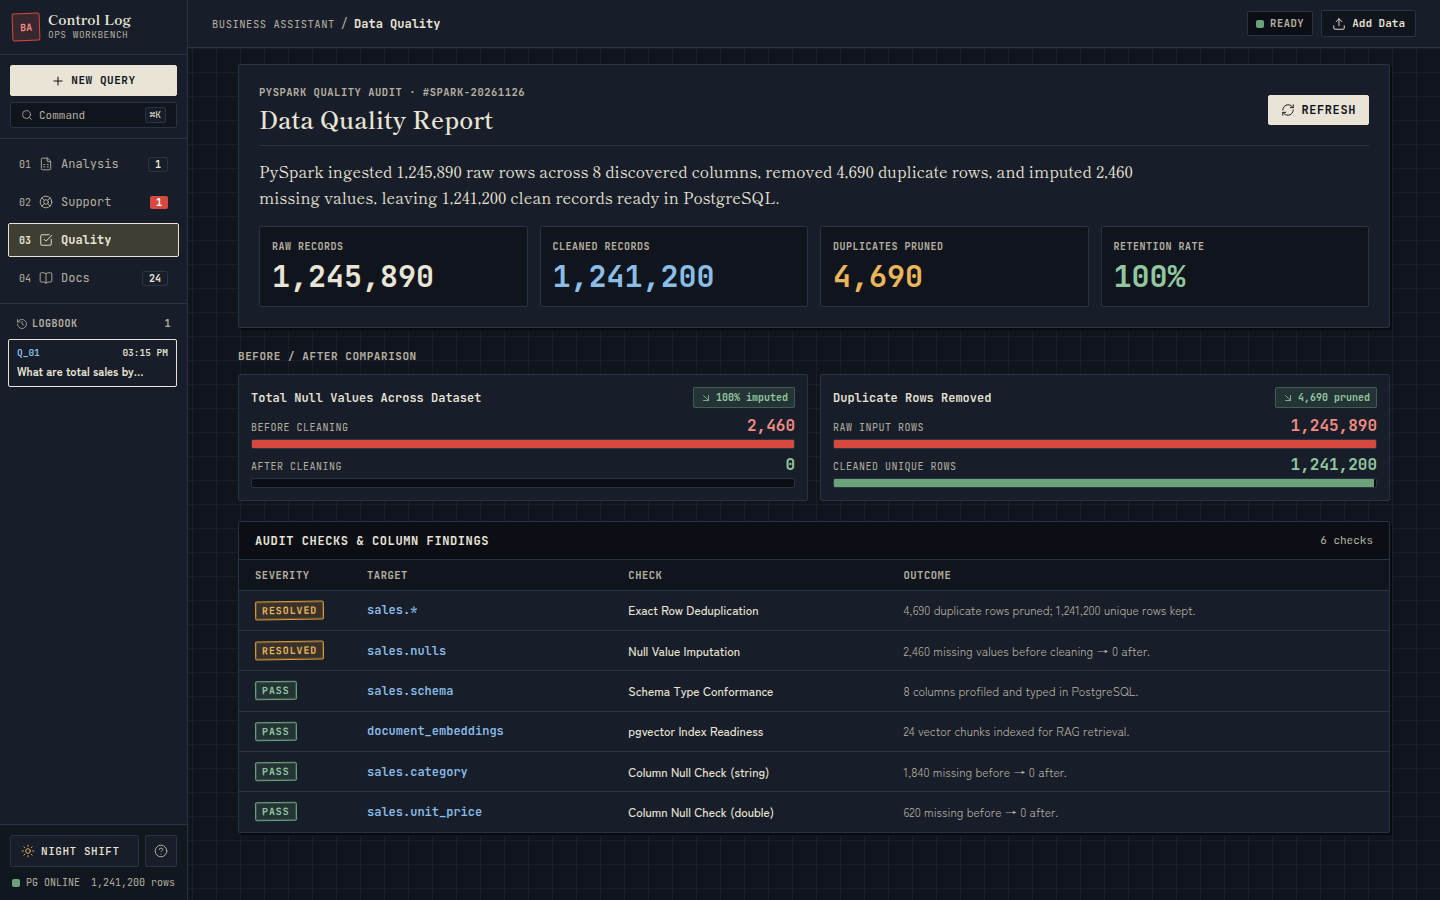 BA
Control Log
OPS WORKBENCH
BUSINESS ASSISTANT / Data Quality
READY
Add Data
+ NEW QUERY
Command ⌘K
01 Analysis 1
02 Support 1
03 Quality
04 Docs 24
LOGBOOK 1
Q_01 03:15 PM
What are total sales by...
NIGHT SHIFT
PG ONLINE 1,241,200 rows
PYSPARK QUALITY AUDIT · #SPARK-20261126
Data Quality Report
REFRESH
PySpark ingested 1,245,890 raw rows across 8 discovered columns, removed 4,690 duplicate rows, and imputed 2,460
missing values, leaving 1,241,200 clean records ready in PostgreSQL.
RAW RECORDS
1,245,890
CLEANED RECORDS
1,241,200
DUPLICATES PRUNED
4,690
RETENTION RATE
100%
BEFORE / AFTER COMPARISON
Total Null Values Across Dataset
↘ 100% imputed
BEFORE CLEANING 2,460
AFTER CLEANING 0
Duplicate Rows Removed
↘ 4,690 pruned
RAW INPUT ROWS 1,245,890
CLEANED UNIQUE ROWS 1,241,200
AUDIT CHECKS & COLUMN FINDINGS 6 checks
SEVERITY TARGET CHECK OUTCOME
RESOLVED sales.* Exact Row Deduplication 4,690 duplicate rows pruned; 1,241,200 unique rows kept.
RESOLVED sales.nulls Null Value Imputation 2,460 missing values before cleaning → 0 after.
PASS sales.schema Schema Type Conformance 8 columns profiled and typed in PostgreSQL.
PASS document_embeddings pgvector Index Readiness 24 vector chunks indexed for RAG retrieval.
PASS sales.category Column Null Check (string) 1,840 missing before → 0 after.
PASS sales.unit_price Column Null Check (double) 620 missing before → 0 after.